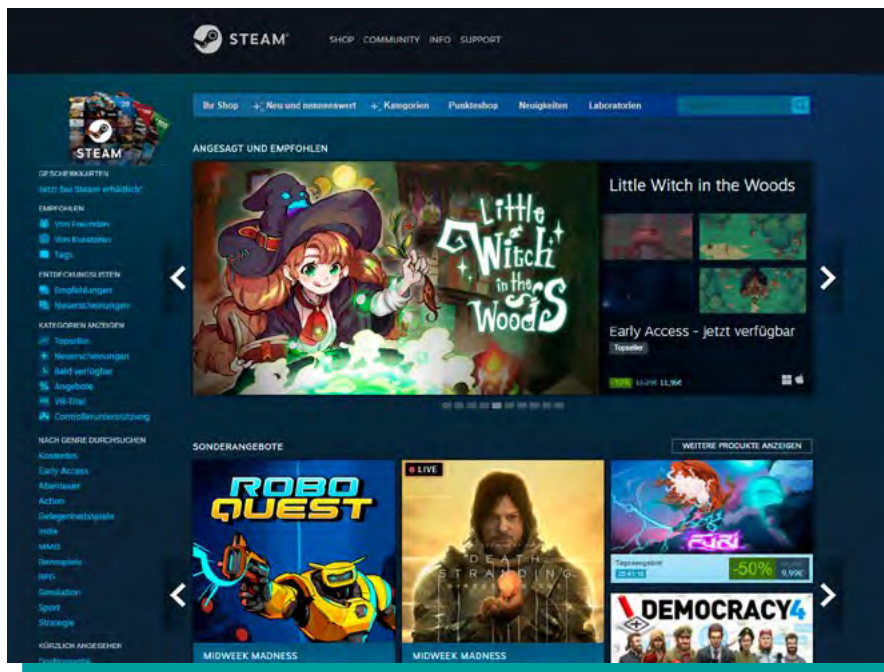 STEAM®
SHOP COMMUNITY INFO SUPPORT
Ihr Shop Neu und nennenswert Kategorien Punkteshop Neuigkeiten Laboratorien
STEAM
GESCHENKKARTEN
Jetzt bei Steam erhältlich!
EMPFOHLEN
Von Freunden
Von Kuratoren
Tags
ENTDECKUNGSLISTEN
Empfehlungen
Neuerscheinungen
KATEGORIEN ANZEIGEN
Topseller
Neuerscheinungen
Bald verfügbar
Angebote
VR-Titel
Controllerunterstützung
NACH GENRE DURCHSUCHEN
Kostenlos
Early Access
Abenteuer
Action
Gelegenheitsspiele
Indie
MMO
Rennspiele
RPG
Simulation
Sport
Strategie
KÜRZLICH ANGESEHEN
ANGESAGT UND EMPFOHLEN
Little
Witch
in the
Woods
Little Witch in the Woods
Early Access - jetzt verfügbar
Topseller
11,96€
SONDERANGEBOTE
WEITERE PRODUKTE ANZEIGEN
ROBO
QUEST
MIDWEEK MADNESS
LIVE
DEATH
STRANDING
MIDWEEK MADNESS
FURI
Tagesangebot
-50%
9,99€
DEMOCRACY 4